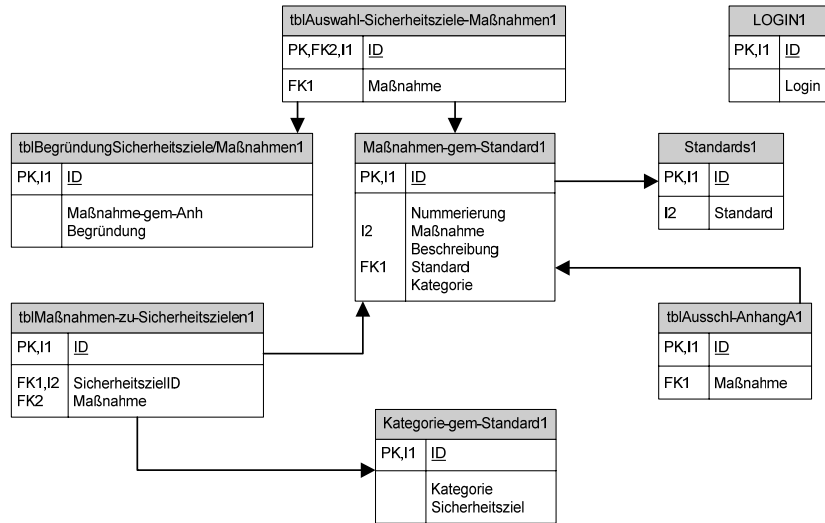 tblAuswahl-Sicherheitsziele-Maßnahmen1
PK,FK2,I1 ID
FK1 Maßnahme
LOGIN1
PK,I1 ID
Login
tblBegründungSicherheitsziele/Maßnahmen1
PK,I1 ID
Maßnahme-gem-Anh
Begründung
Maßnahmen-gem-Standard1
PK,I1 ID
Nummerierung
I2 Maßnahme
Beschreibung
FK1 Standard
Kategorie
Standards1
PK,I1 ID
I2 Standard
tblMaßnahmen-zu-Sicherheitszielen1
PK,I1 ID
FK1,I2 SicherheitszielID
FK2 Maßnahme
tblAusschl-AnhangA1
PK,I1 ID
FK1 Maßnahme
Kategorie-gem-Standard1
PK,I1 ID
Kategorie
Sicherheitsziel